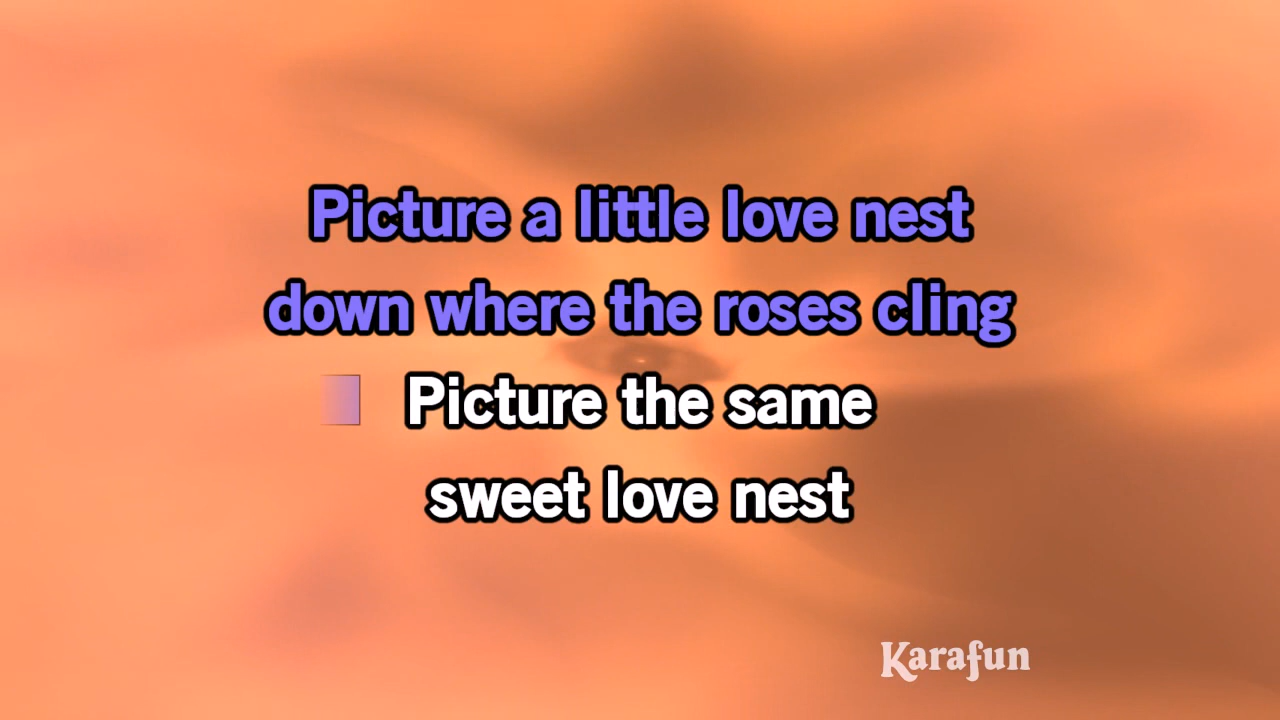 Picture a little love nest
down where the roses cling
Picture the same
sweet love nest
Karafun